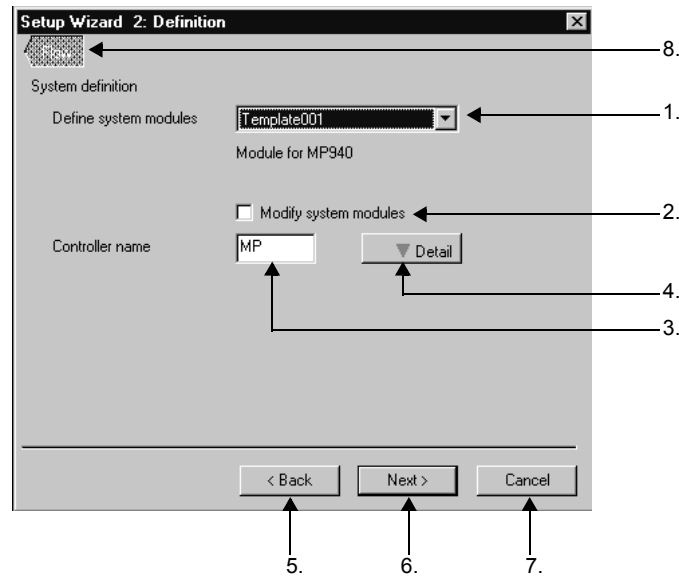 Setup Wizard 2: Definition
Flow
8.
System definition
Define system modules
Template001
1.
Module for MP940
Modify system modules
2.
Controller name
MP
Detail
4.
3.
< Back
Next >
Cancel
5.
6.
7.